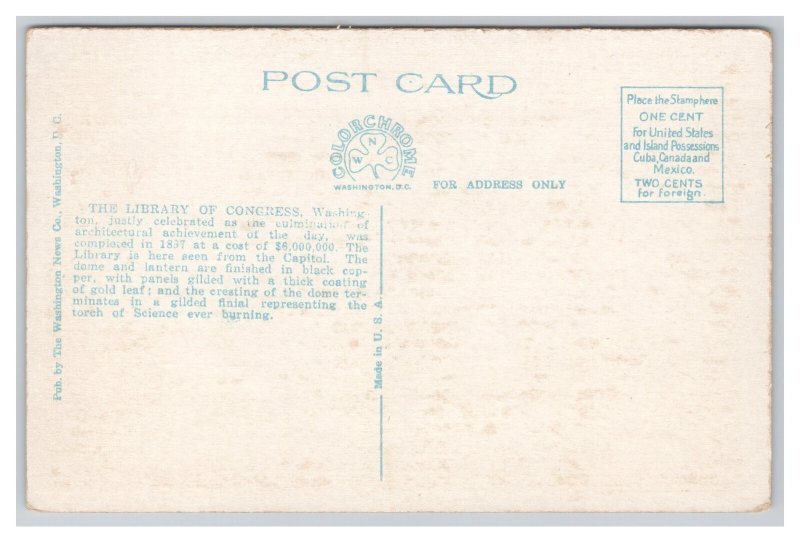 POST CARD
COLORCHROME
W N C
WASHINGTON, D.C.
FOR ADDRESS ONLY
Place the Stamp here
ONE CENT
for United States
and Island Possessions
Cuba, Canada and
Mexico.
TWO CENTS
for foreign.
Pub. by The Washington News Co., Washington, D. C.
THE LIBRARY OF CONGRESS, Washing-
ton, justly celebrated as the culmination of
architectural achievement of the day, was
completed in 1897 at a cost of $6,000,000. The
Library is here seen from the Capitol. The
dome and lantern are finished in black cop-
per, with panels gilded with a thick coating
of gold leaf; and the cresting of the dome ter-
minates in a gilded finial representing the
torch of Science ever burning.
Made in U. S. A.